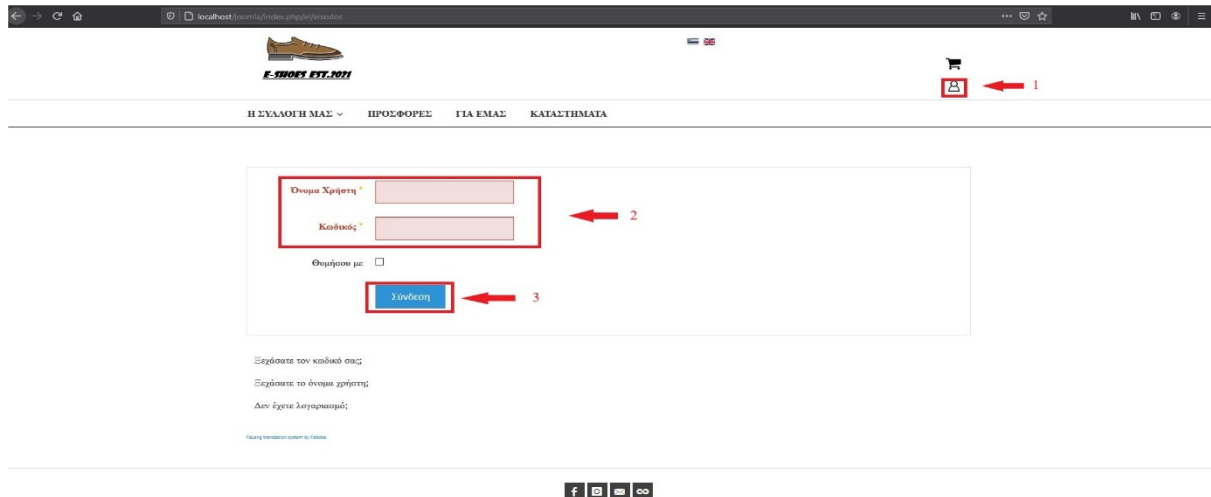 localhost/joomla/index.php/el/eisodos
E-SHOES EST.2021
1
Η ΣΥΛΛΟΓΗ ΜΑΣ ΠΡΟΣΦΟΡΕΣ ΓΙΑ ΕΜΑΣ ΚΑΤΑΣΤΗΜΑΤΑ
Όνομα Χρήστη *
2
Κωδικός *
Θυμήσου με
Σύνδεση
3
Ξεχάσατε τον κωδικό σας;
Ξεχάσατε το όνομα χρήστη;
Δεν έχετε λογαριασμό;
FaLang translation system by Faboba